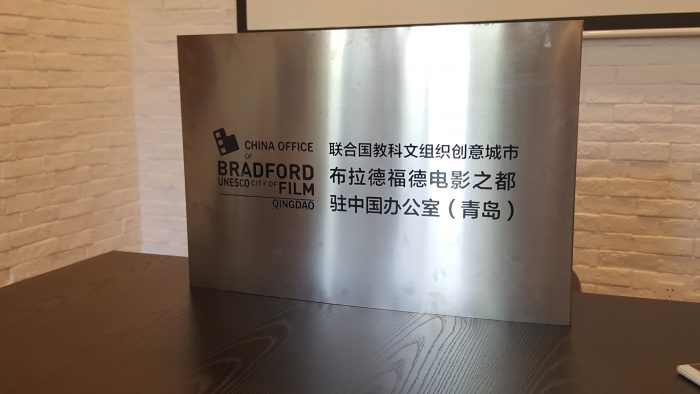 CHINA OFFICE
OF
BRADFORD
UNESCO CITY OF FILM
QINGDAO
联合国教科文组织创意城市
布拉德福德电影之都
驻中国办公室（青岛）